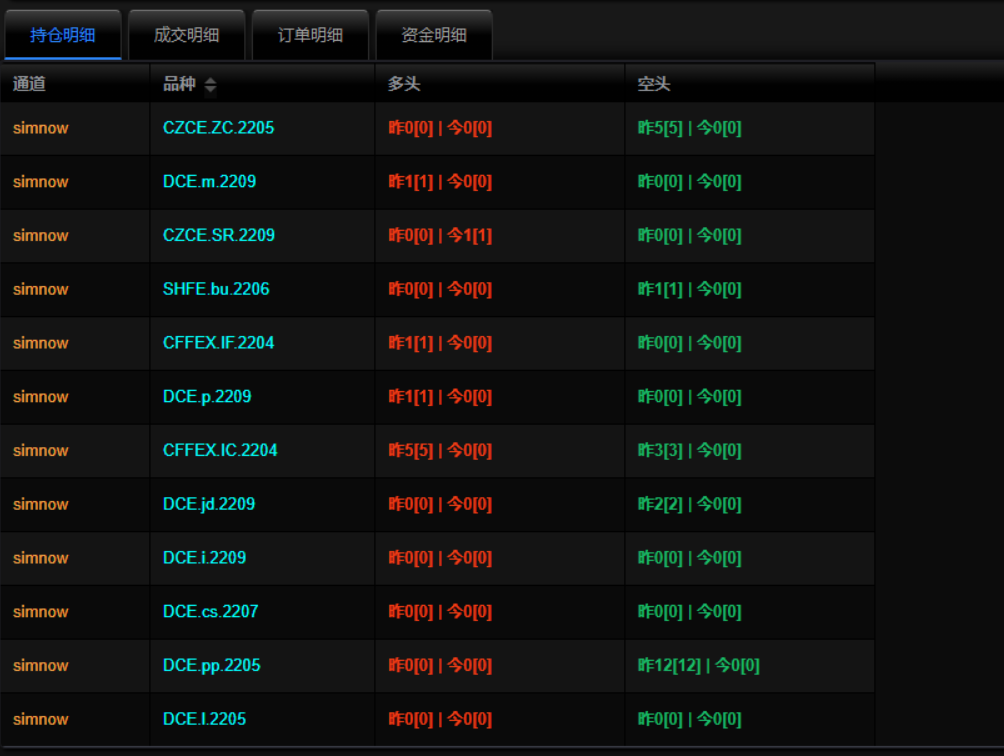 持仓明细 成交明细 订单明细 资金明细
通道 品种 多头 空头
simnow CZCE.ZC.2205 昨0[0] | 今0[0] 昨5[5] | 今0[0]
simnow DCE.m.2209 昨1[1] | 今0[0] 昨0[0] | 今0[0]
simnow CZCE.SR.2209 昨0[0] | 今1[1] 昨0[0] | 今0[0]
simnow SHFE.bu.2206 昨0[0] | 今0[0] 昨1[1] | 今0[0]
simnow CFFEX.IF.2204 昨1[1] | 今0[0] 昨0[0] | 今0[0]
simnow DCE.p.2209 昨1[1] | 今0[0] 昨0[0] | 今0[0]
simnow CFFEX.IC.2204 昨5[5] | 今0[0] 昨3[3] | 今0[0]
simnow DCE.jd.2209 昨0[0] | 今0[0] 昨2[2] | 今0[0]
simnow DCE.i.2209 昨0[0] | 今0[0] 昨0[0] | 今0[0]
simnow DCE.cs.2207 昨0[0] | 今0[0] 昨0[0] | 今0[0]
simnow DCE.pp.2205 昨0[0] | 今0[0] 昨12[12] | 今0[0]
simnow DCE.l.2205 昨0[0] | 今0[0] 昨0[0] | 今0[0]